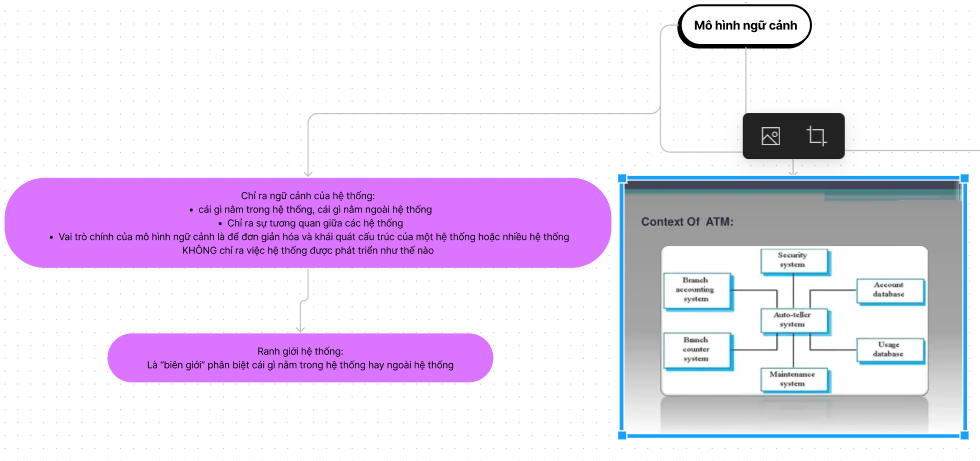 Mô hình ngữ cảnh
Chỉ ra ngữ cảnh của hệ thống:
• cái gì nằm trong hệ thống, cái gì nằm ngoài hệ thống
• Chỉ ra sự tương quan giữa các hệ thống
• Vai trò chính của mô hình ngữ cảnh là để đơn giản hóa và khái quát cấu trúc của một hệ thống hoặc nhiều hệ thống
KHÔNG chỉ ra việc hệ thống được phát triển như thế nào
Ranh giới hệ thống:
Là "biên giới" phân biệt cái gì nằm trong hệ thống hay ngoài hệ thống
Context Of ATM:
Security
system
Branch
accounting
system
Account
database
Auto-teller
system
Branch
counter
system
Usage
database
Maintenance
system